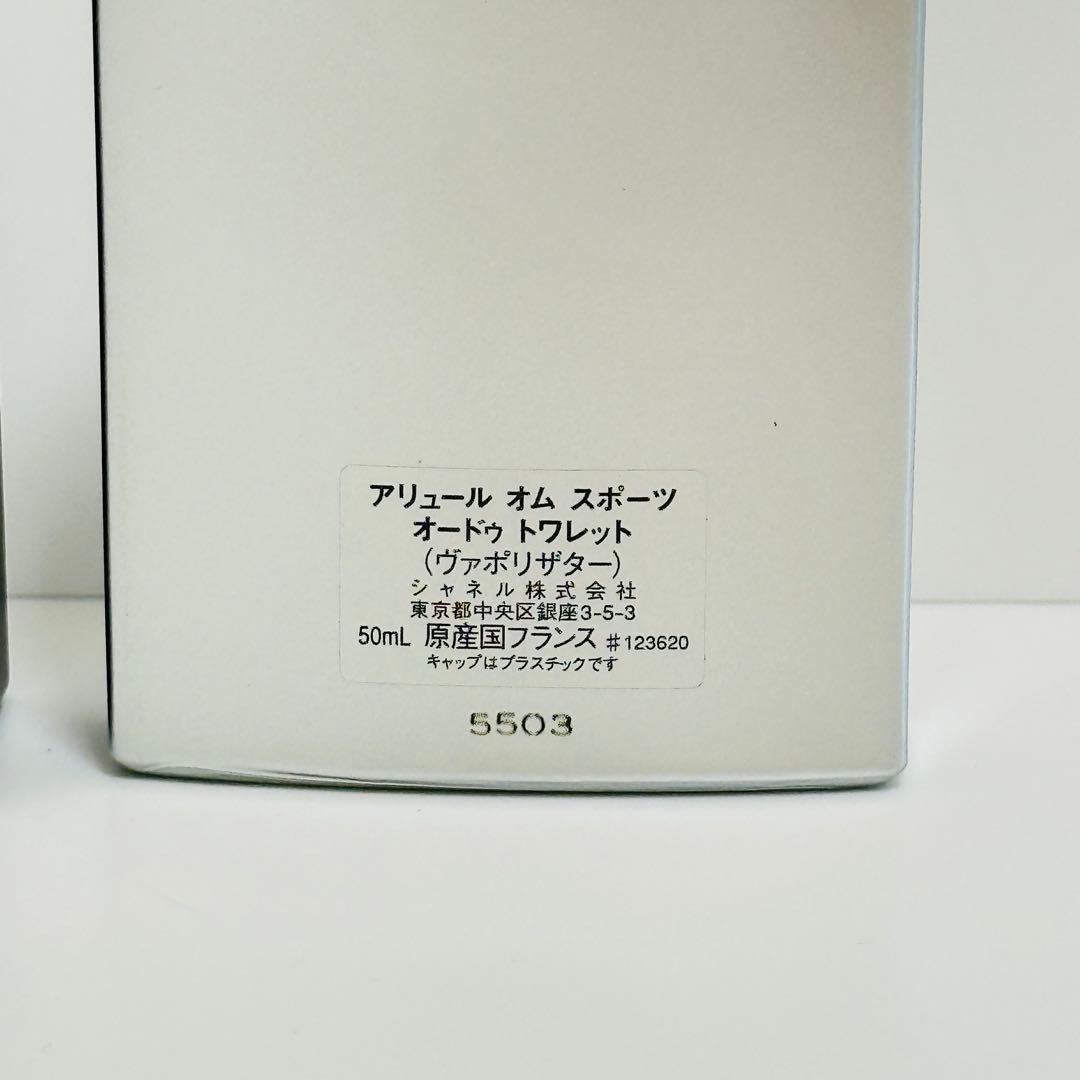 アリュール オム スポーツ
オードゥ トワレット
(ヴァポリザター)
シャネル株式会社
東京都中央区銀座3-5-3
50mL 原産国フランス #123620
キャップはプラスチックです
5503